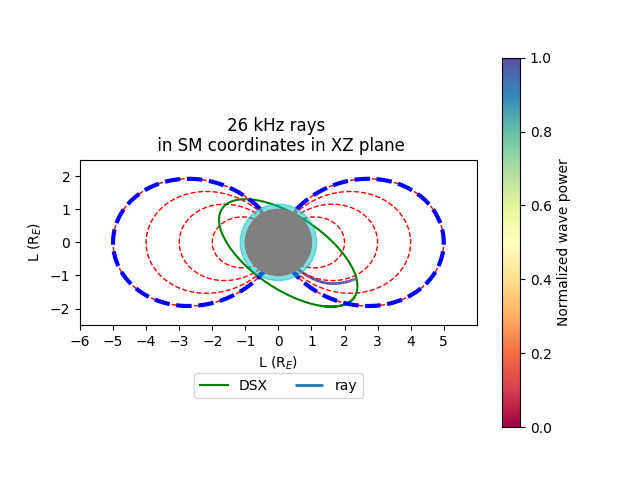 26 kHz rays
in SM coordinates in XZ plane
2
1
0
−1
−2
L (R_E)
−6 −5 −4 −3 −2 −1 0 1 2 3 4 5
L (R_E)
DSX ray
1.0
0.8
0.6
0.4
0.2
0.0
Normalized wave power